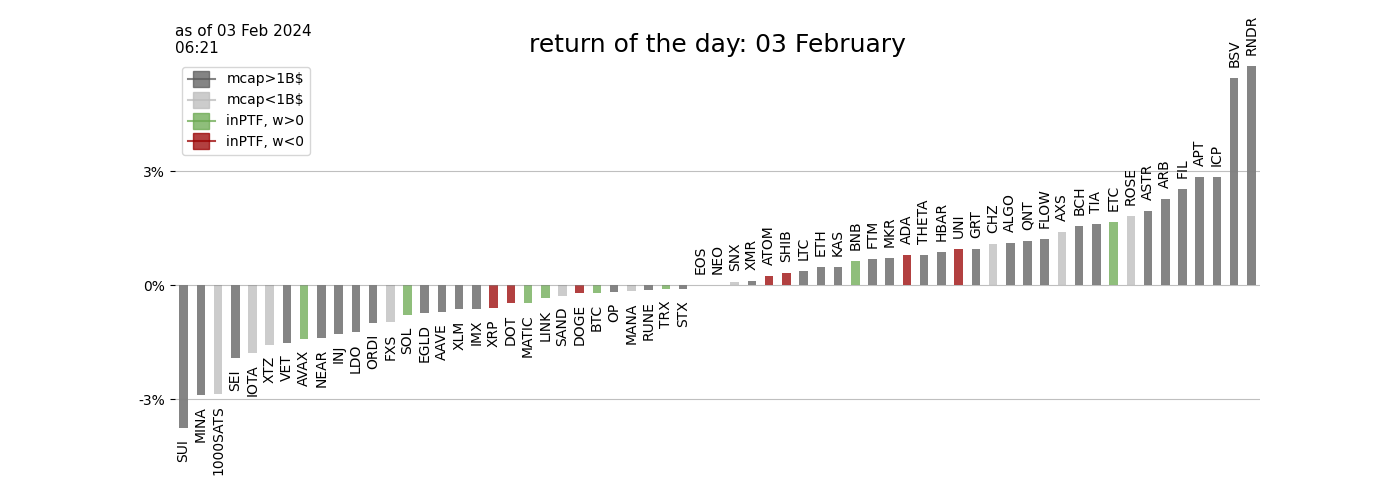 as of 03 Feb 2024
06:21
return of the day: 03 February
mcap>1B$
mcap<1B$
inPTF, w>0
inPTF, w<0
3%
0%
-3%
SUI
MINA
1000SATS
SEI
IOTA
XTZ
VET
AVAX
NEAR
INJ
LDO
ORDI
FXS
SOL
EGLD
AAVE
XLM
IMX
XRP
DOT
MATIC
LINK
SAND
DOGE
BTC
OP
MANA
RUNE
TRX
STX
EOS
NEO
SNX
XMR
ATOM
SHIB
LTC
ETH
KAS
BNB
FTM
MKR
ADA
THETA
HBAR
UNI
GRT
CHZ
ALGO
QNT
FLOW
AXS
BCH
TIA
ETC
ROSE
ASTR
ARB
FIL
APT
ICP
BSV
RNDR